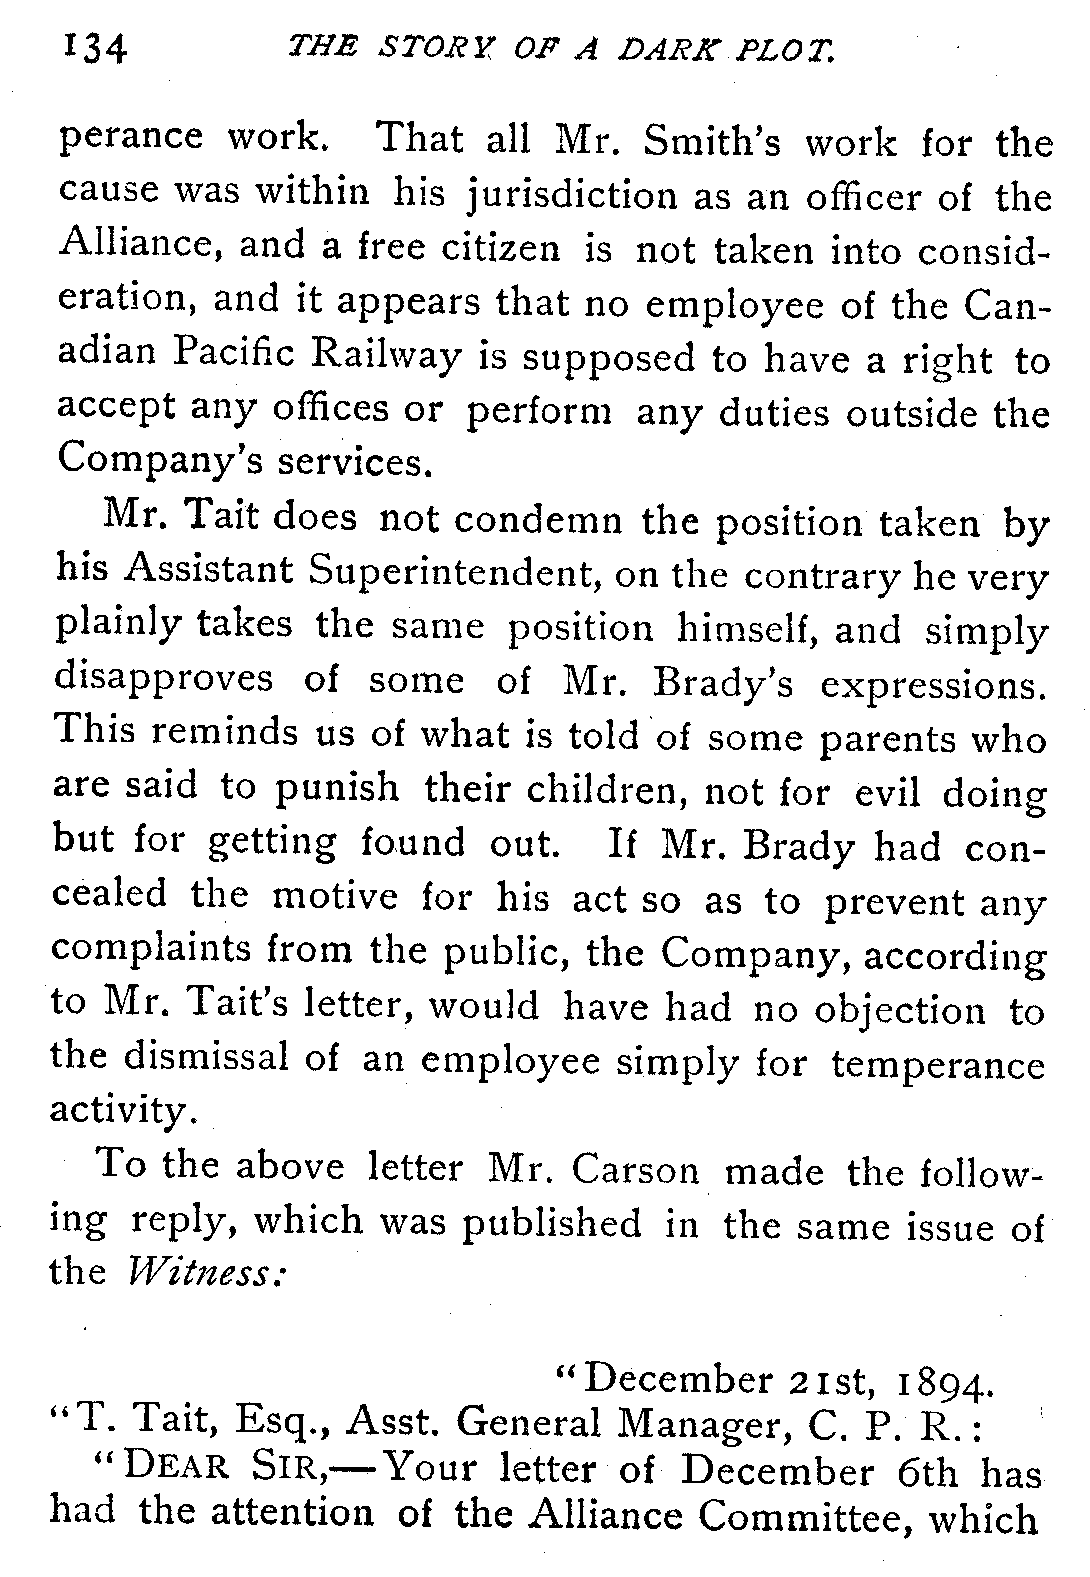 134 THE STORY OF A DARK PLOT.
perance work. That all Mr. Smith's work for the
cause was within his jurisdiction as an officer of the
Alliance, and a free citizen is not taken into consid-
eration, and it appears that no employee of the Can-
adian Pacific Railway is supposed to have a right to
accept any offices or perform any duties outside the
Company's services.
Mr. Tait does not condemn the position taken by
his Assistant Superintendent, on the contrary he very
plainly takes the same position himself, and simply
disapproves of some of Mr. Brady's expressions.
This reminds us of what is told of some parents who
are said to punish their children, not for evil doing
but for getting found out. If Mr. Brady had con-
cealed the motive for his act so as to prevent any
complaints from the public, the Company, according
to Mr. Tait's letter, would have had no objection to
the dismissal of an employee simply for temperance
activity.
To the above letter Mr. Carson made the follow-
ing reply, which was published in the same issue of
the Witness:
"December 21st, 1894.
"T. Tait, Esq., Asst. General Manager, C. P. R.:
"DEAR SIR,—Your letter of December 6th has
had the attention of the Alliance Committee, which